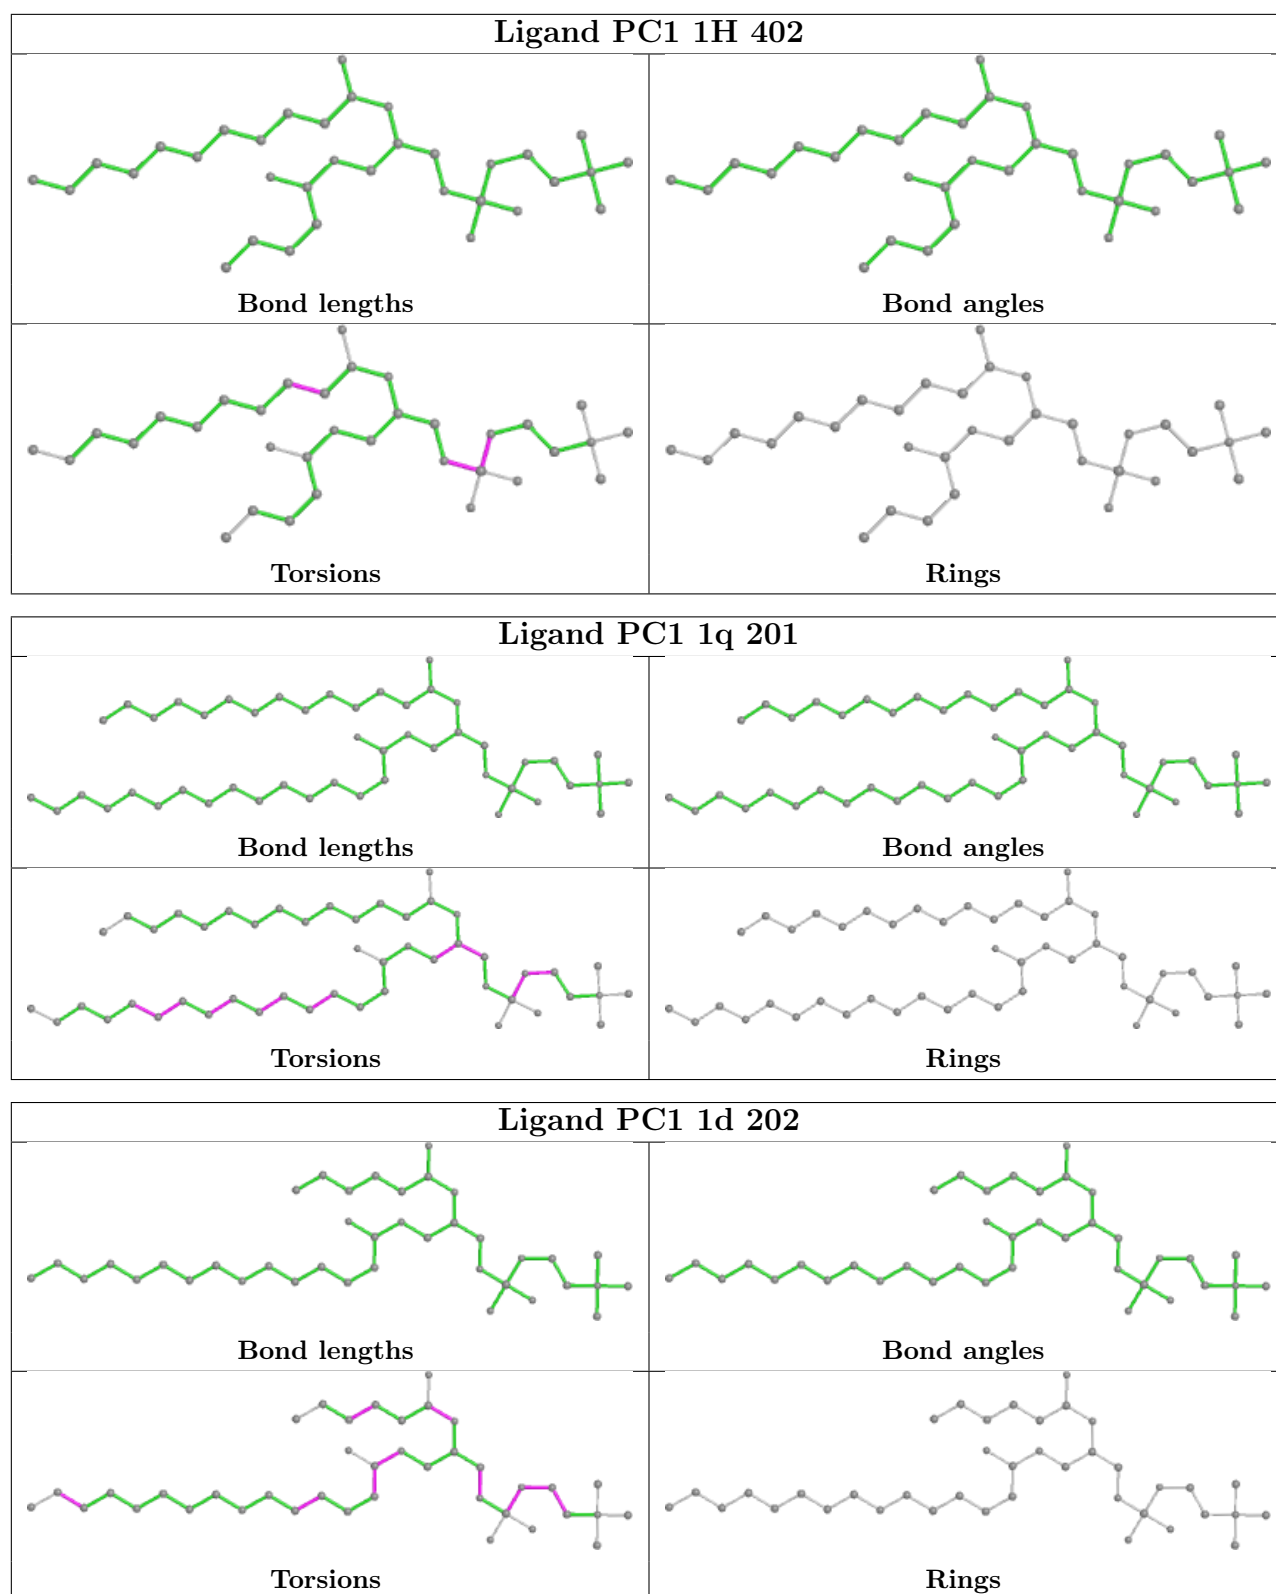 Ligand PC1 1H 402
Bond lengths
Bond angles
Torsions
Rings
Ligand PC1 1q 201
Bond lengths
Bond angles
Torsions
Rings
Ligand PC1 1d 202
Bond lengths
Bond angles
Torsions
Rings